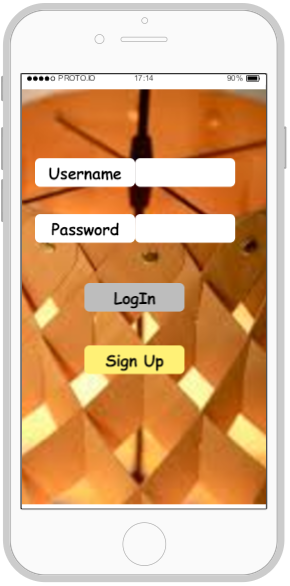 PROTO.IO 17:14 90%
Username
Password
LogIn
Sign Up